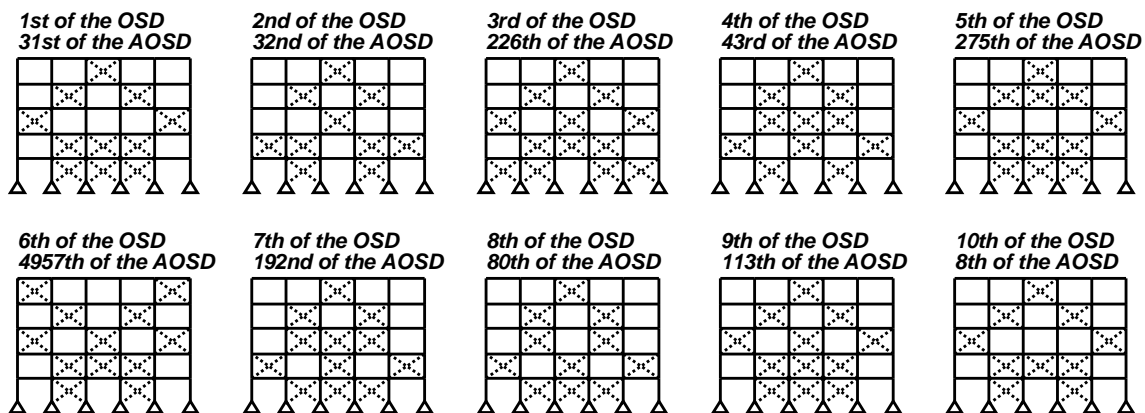 1st of the OSD
31st of the AOSD
2nd of the OSD
32nd of the AOSD
3rd of the OSD
226th of the AOSD
4th of the OSD
43rd of the AOSD
5th of the OSD
275th of the AOSD
6th of the OSD
4957th of the AOSD
7th of the OSD
192nd of the AOSD
8th of the OSD
80th of the AOSD
9th of the OSD
113th of the AOSD
10th of the OSD
8th of the AOSD